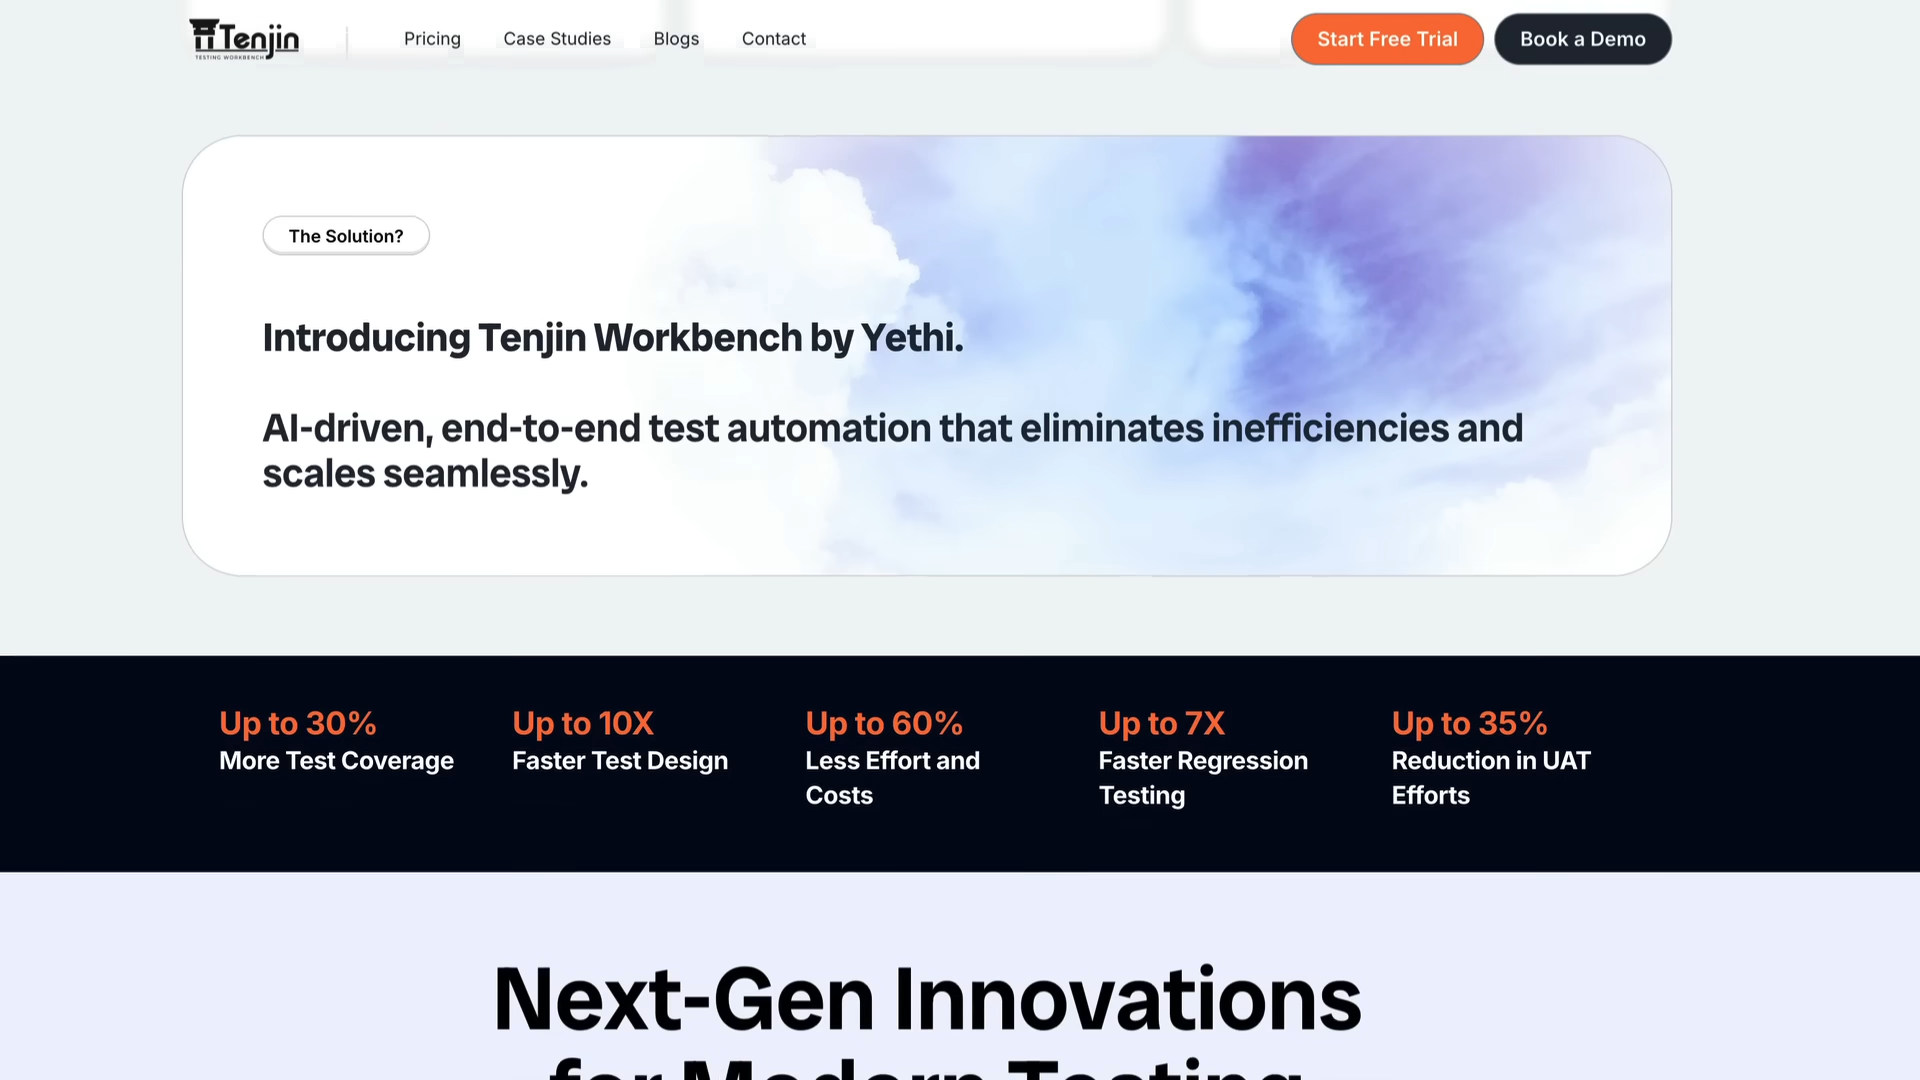 Tenjin
TESTING WORKBENCH
Pricing
Case Studies
Blogs
Contact
Start Free Trial
Book a Demo
The Solution?
Introducing Tenjin Workbench by Yethi.
AI-driven, end-to-end test automation that eliminates inefficiencies and
scales seamlessly.
Up to 30%
More Test Coverage
Up to 10X
Faster Test Design
Up to 60%
Less Effort and
Costs
Up to 7X
Faster Regression
Testing
Up to 35%
Reduction in UAT
Efforts
Next-Gen Innovations
for Modern Testing